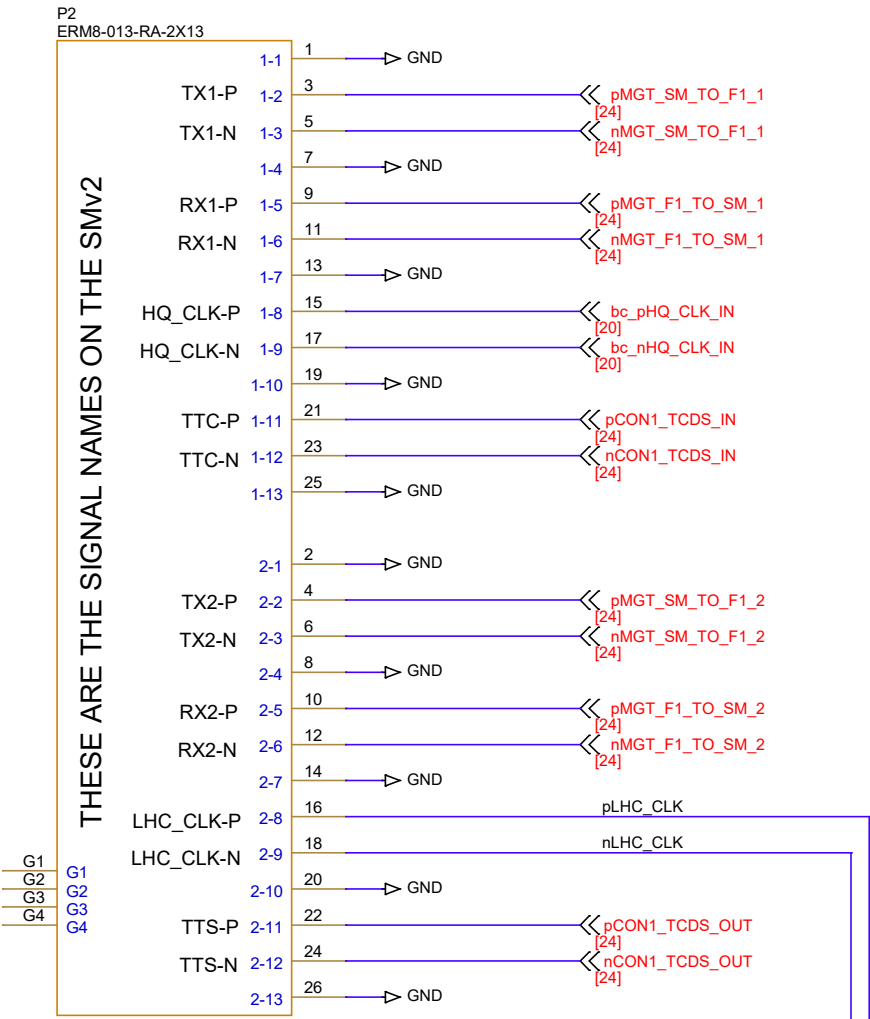 P2
ERM8-013-RA-2X13
THESE ARE THE SIGNAL NAMES ON THE SMv2
1-1 1 GND
TX1-P 1-2 3 pMGT_SM_TO_F1_1
[24]
TX1-N 1-3 5 nMGT_SM_TO_F1_1
[24]
1-4 7 GND
RX1-P 1-5 9 pMGT_F1_TO_SM_1
[24]
RX1-N 1-6 11 nMGT_F1_TO_SM_1
[24]
1-7 13 GND
HQ_CLK-P 1-8 15 bc_pHQ_CLK_IN
[20]
HQ_CLK-N 1-9 17 bc_nHQ_CLK_IN
[20]
1-10 19 GND
TTC-P 1-11 21 pCON1_TCDS_IN
[24]
TTC-N 1-12 23 nCON1_TCDS_IN
[24]
1-13 25 GND
2-1 2 GND
TX2-P 2-2 4 pMGT_SM_TO_F1_2
[24]
TX2-N 2-3 6 nMGT_SM_TO_F1_2
[24]
2-4 8 GND
RX2-P 2-5 10 pMGT_F1_TO_SM_2
[24]
RX2-N 2-6 12 nMGT_F1_TO_SM_2
[24]
2-7 14 GND
LHC_CLK-P 2-8 16 pLHC_CLK
LHC_CLK-N 2-9 18 nLHC_CLK
G1 G1
G2 G2
G3 G3
G4 G4
2-10 20 GND
TTS-P 2-11 22 pCON1_TCDS_OUT
[24]
TTS-N 2-12 24 nCON1_TCDS_OUT
[24]
2-13 26 GND